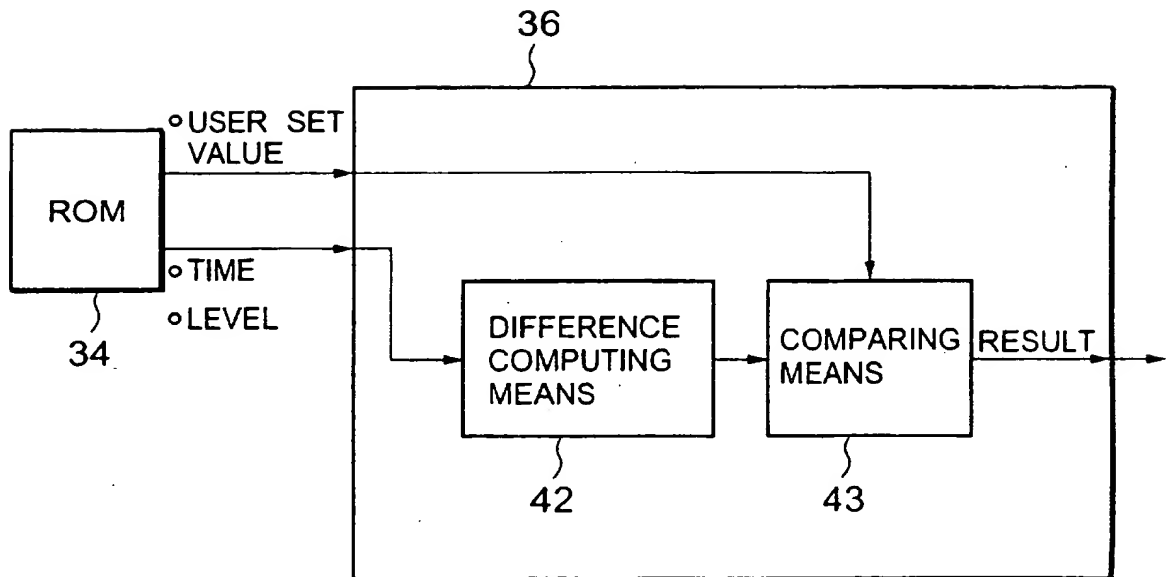 36
○ USER SET
VALUE
ROM
○ TIME
○ LEVEL
34
DIFFERENCE
COMPUTING
MEANS
COMPARING
MEANS
RESULT
42
43